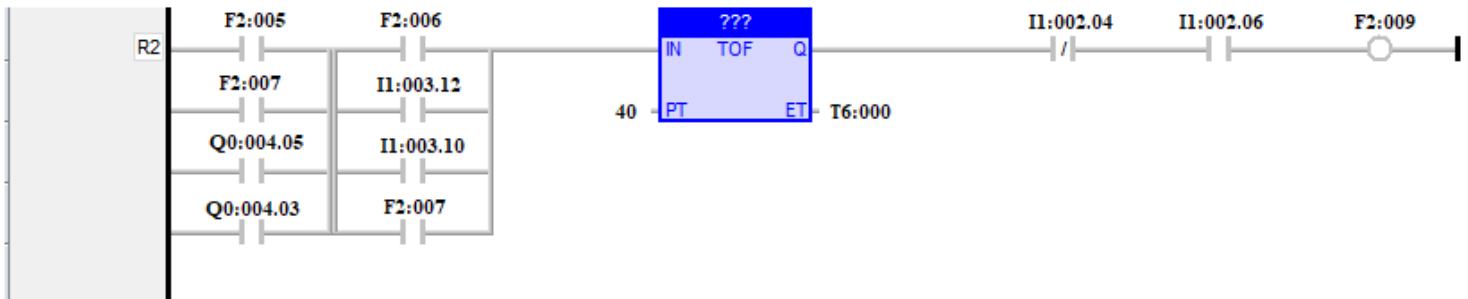 F2:005 F2:006 ??? I1:002.04 I1:002.06 F2:009
R2 IN TOF Q /
F2:007 I1:003.12
40 PT ET T6:000
Q0:004.05 I1:003.10
Q0:004.03 F2:007